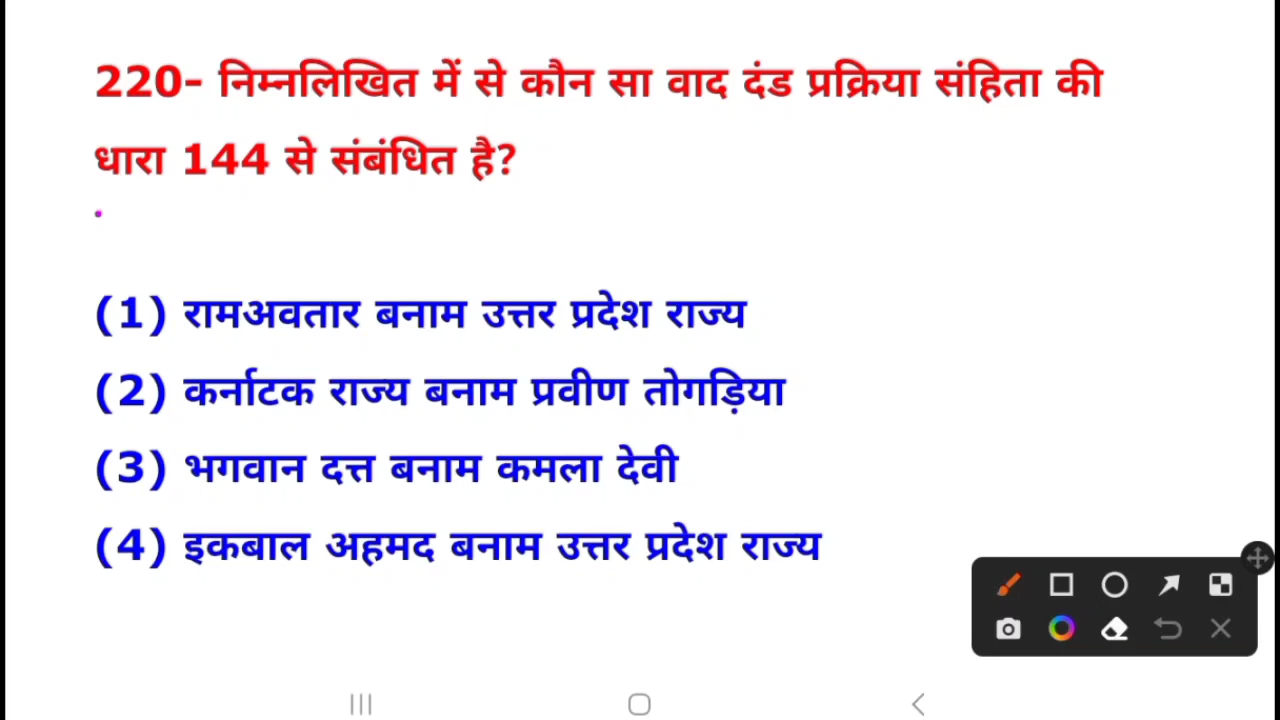 220- निम्नलिखित में से कौन सा वाद दंड प्रक्रिया संहिता की
धारा 144 से संबंधित है?
(1) रामअवतार बनाम उत्तर प्रदेश राज्य
(2) कर्नाटक राज्य बनाम प्रवीण तोगड़िया
(3) भगवान दत्त बनाम कमला देवी
(4) इकबाल अहमद बनाम उत्तर प्रदेश राज्य